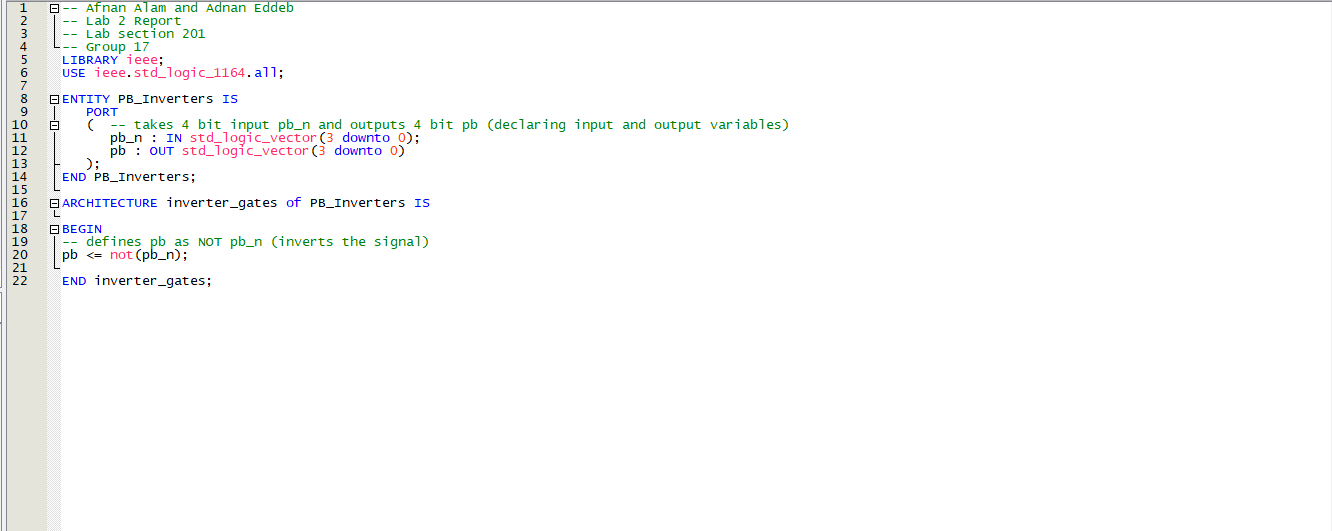 1 -- Afnan Alam and Adnan Eddeb
2 -- Lab 2 Report
3 -- Lab section 201
4 -- Group 17
5 LIBRARY ieee;
6 USE ieee.std_logic_1164.all;
7
8 ENTITY PB_Inverters IS
9    PORT
10    (  -- takes 4 bit input pb_n and outputs 4 bit pb (declaring input and output variables)
11       pb_n : IN std_logic_vector(3 downto 0);
12       pb : OUT std_logic_vector(3 downto 0)
13    );
14 END PB_Inverters;
15
16 ARCHITECTURE inverter_gates of PB_Inverters IS
17
18 BEGIN
19 -- defines pb as NOT pb_n (inverts the signal)
20 pb <= not(pb_n);
21
22 END inverter_gates;